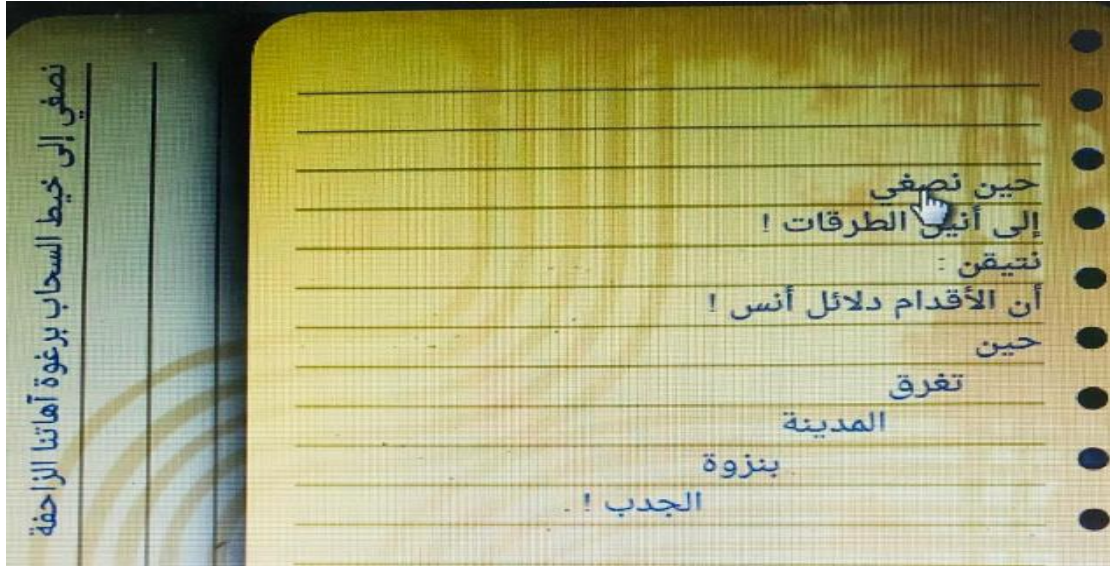 حين نصغي
إلى أنين الطرقات !
نتيقن :
أن الأقدام دلائل أنس !
حين
تغرق
المدينة
بنزوة
الجدب !
نصغي إلى خيط السحاب برغوة آهاتنا الزاحفة